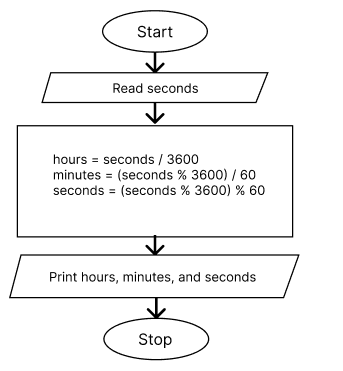 Start
Read seconds
hours = seconds / 3600
minutes = (seconds % 3600) / 60
seconds = (seconds % 3600) % 60
Print hours, minutes, and seconds
Stop